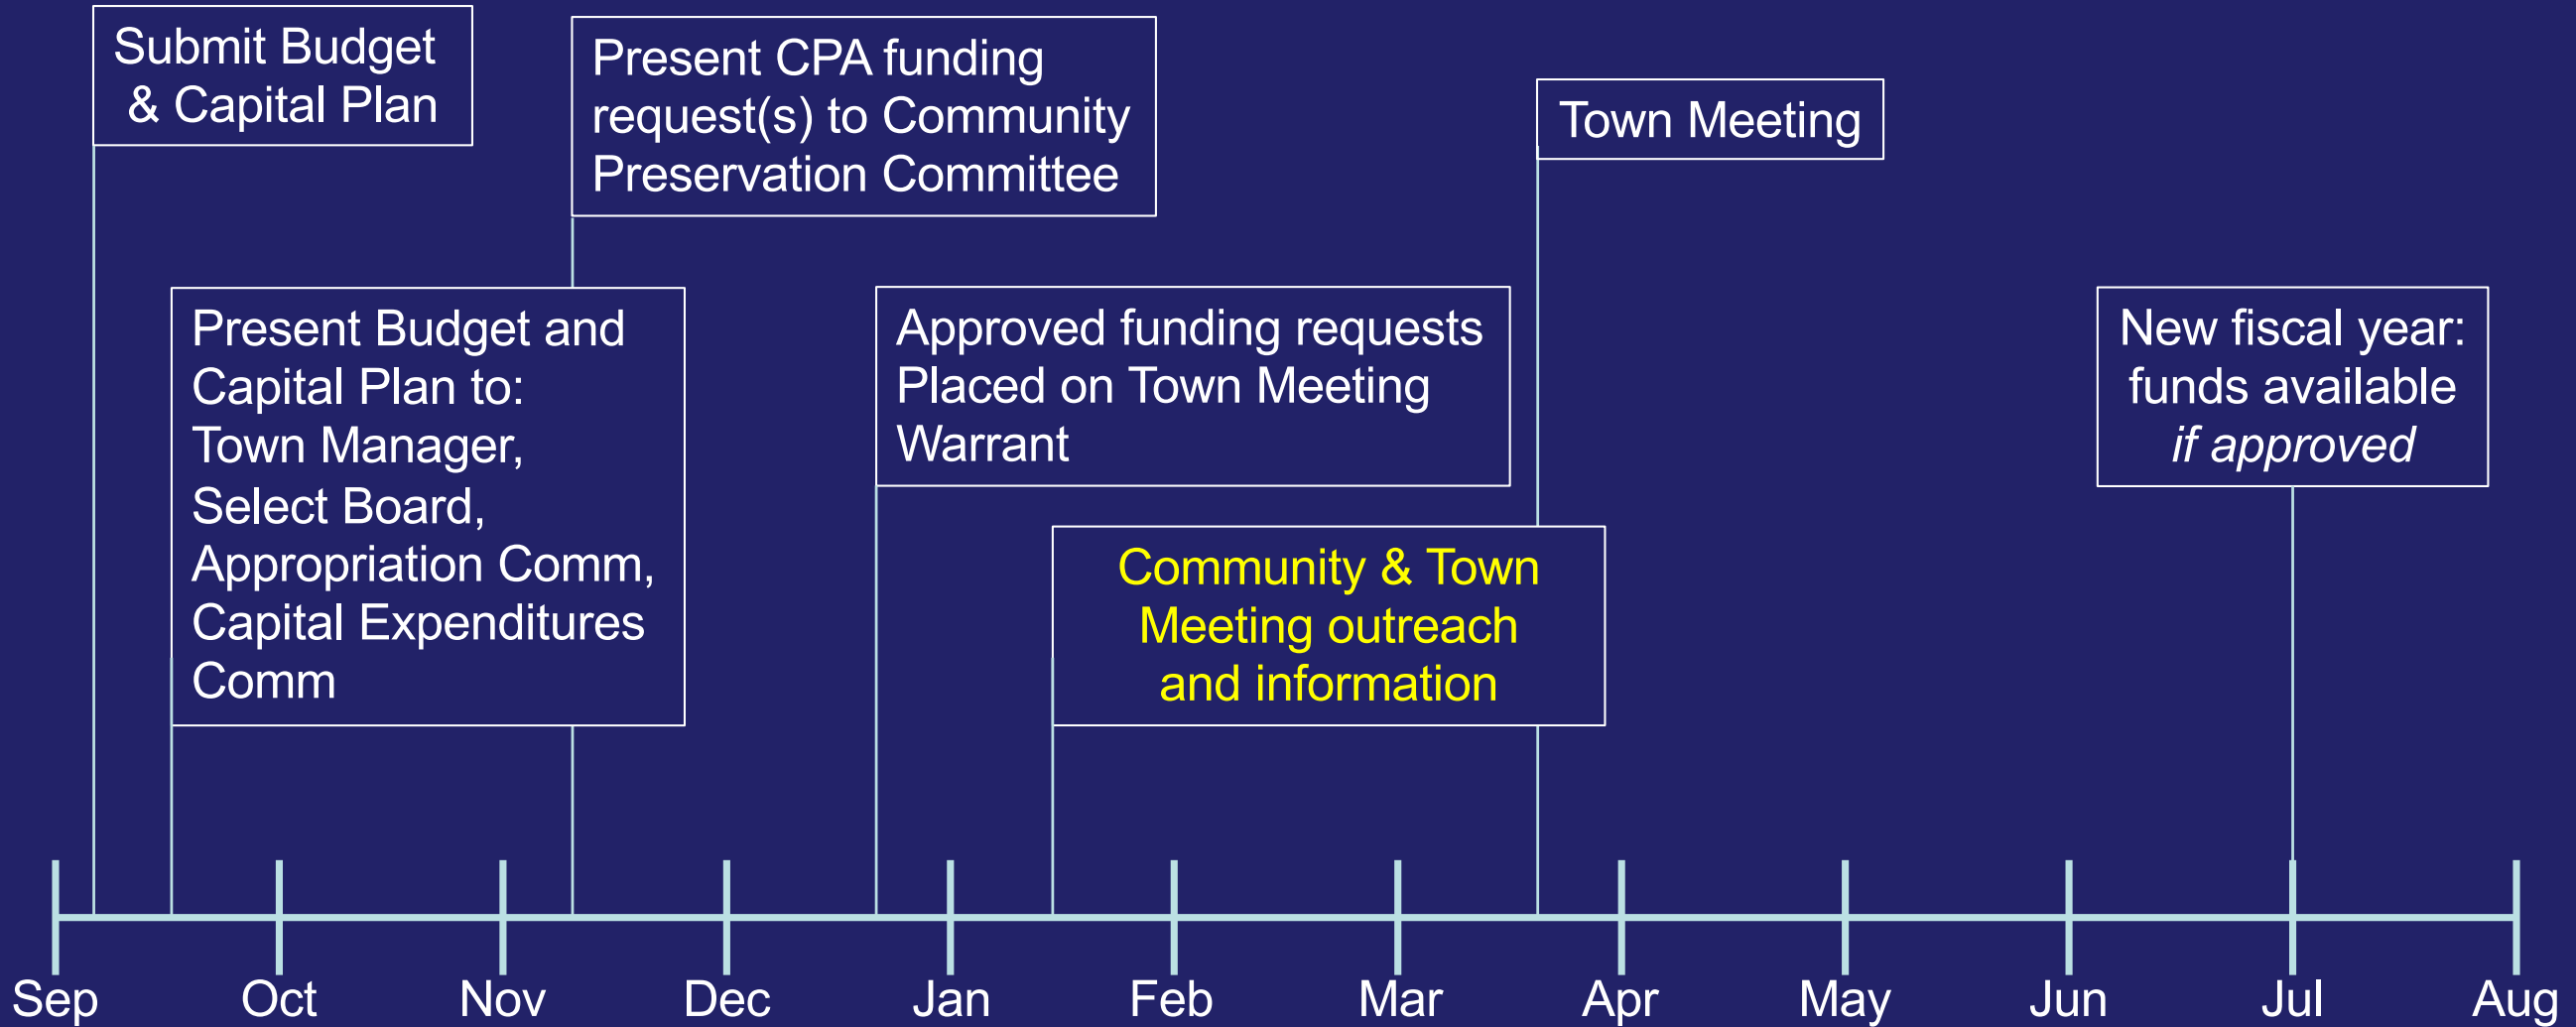 Submit Budget
& Capital Plan
Present CPA funding
request(s) to Community
Preservation Committee
Town Meeting
Present Budget and
Capital Plan to:
Town Manager,
Select Board,
Appropriation Comm,
Capital Expenditures
Comm
Approved funding requests
Placed on Town Meeting
Warrant
Community & Town
Meeting outreach
and information
New fiscal year:
funds available
if approved
Sep Oct Nov Dec Jan Feb Mar Apr May Jun Jul Aug